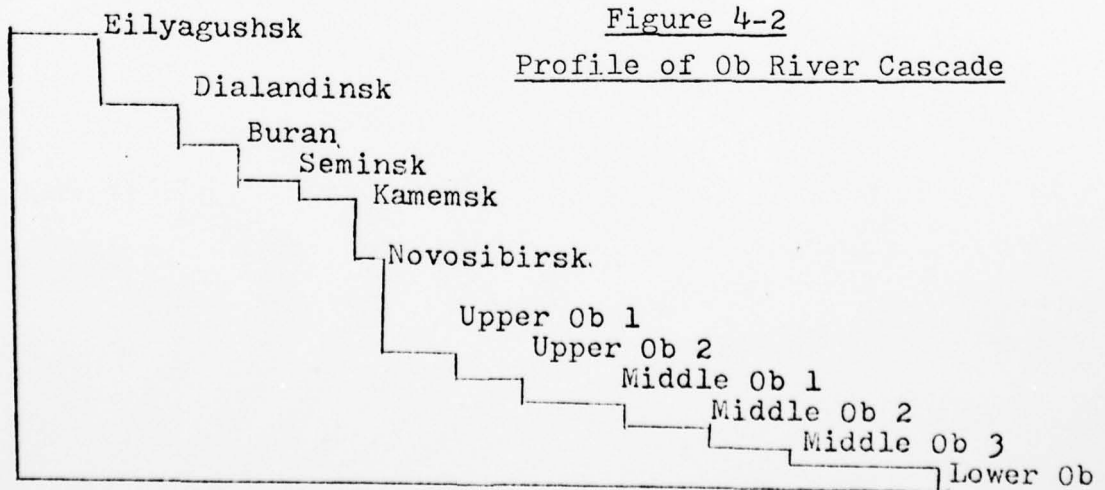 Figure 4-2
Profile of Ob River Cascade
Eilyagushsk
Dialandinsk
Buran
Seminsk
Kamemsk
Novosibirsk
Upper Ob 1
Upper Ob 2
Middle Ob 1
Middle Ob 2
Middle Ob 3
Lower Ob